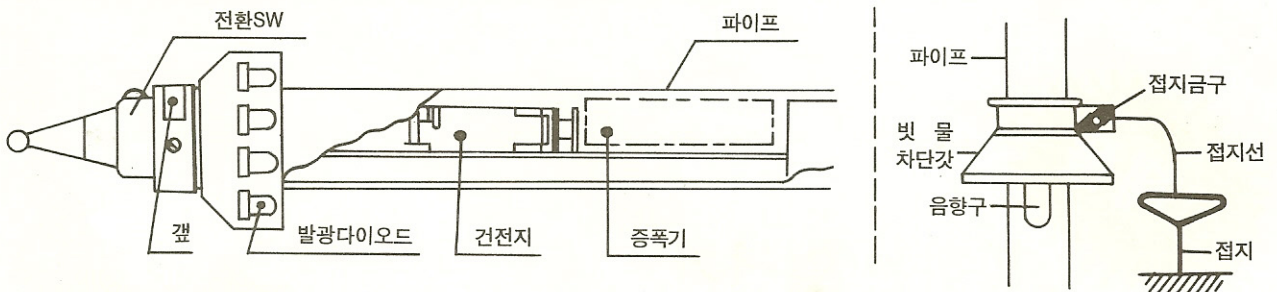 전환SW
파이프
갶
발광다이오드
건전지
증폭기
파이프
접지금구
빗 물
차단갓
접지선
음향구
접지